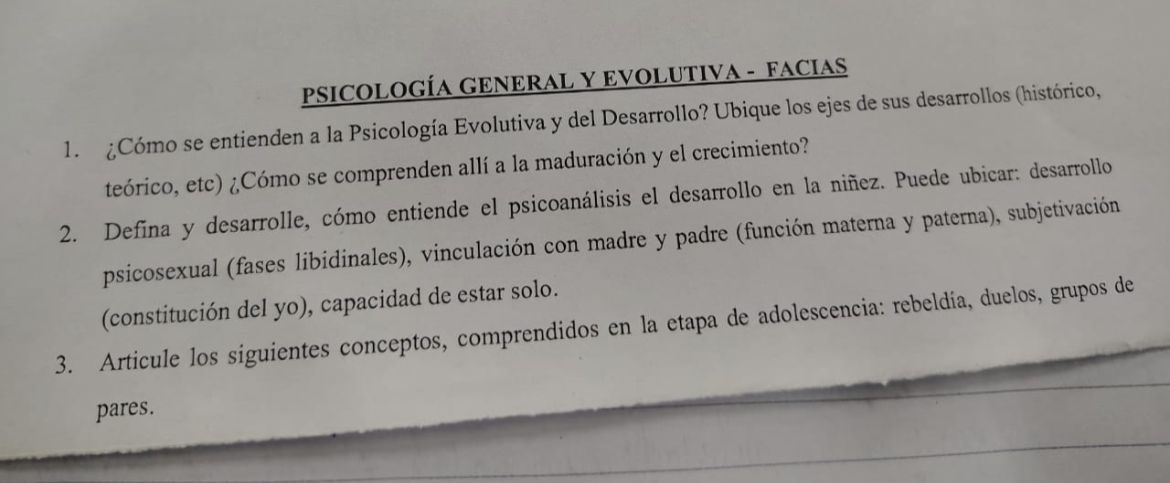 PSICOLOGÍA GENERAL Y EVOLUTIVA - FACIAS
1. ¿Cómo se entienden a la Psicología Evolutiva y del Desarrollo? Ubique los ejes de sus desarrollos (histórico,
teórico, etc) ¿Cómo se comprenden allí a la maduración y el crecimiento?
2. Defina y desarrolle, cómo entiende el psicoanálisis el desarrollo en la niñez. Puede ubicar: desarrollo
psicosexual (fases libidinales), vinculación con madre y padre (función materna y paterna), subjetivación
(constitución del yo), capacidad de estar solo.
3. Articule los siguientes conceptos, comprendidos en la etapa de adolescencia: rebeldía, duelos, grupos de
pares.